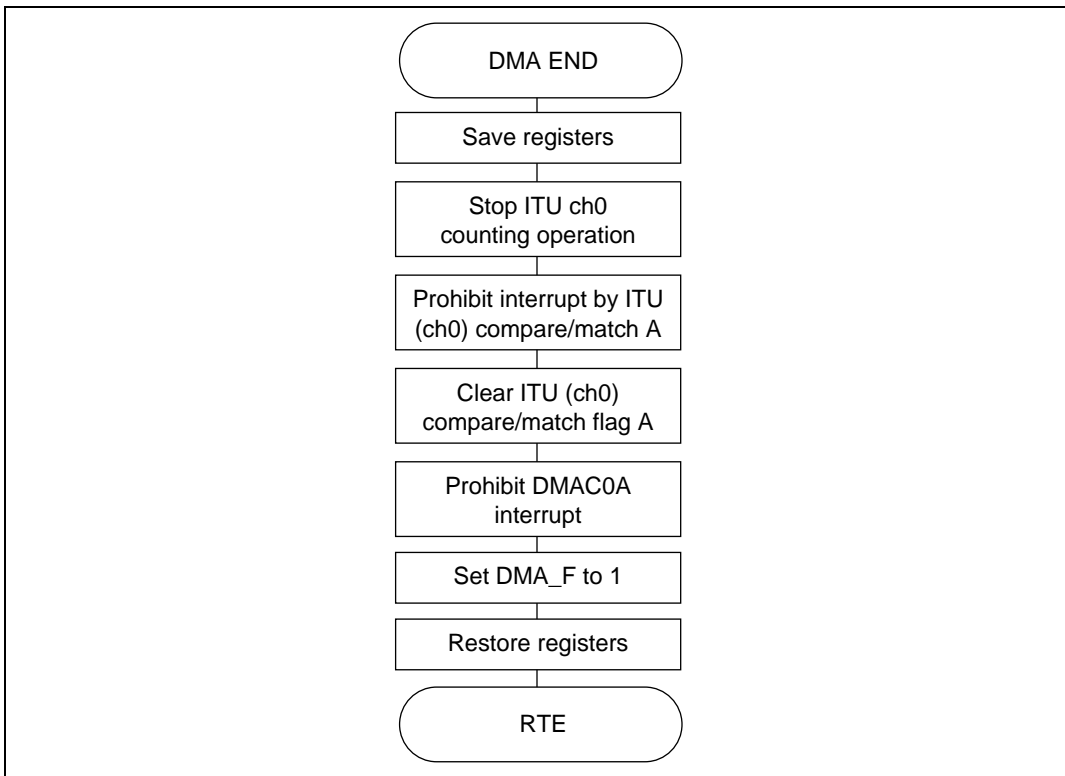 DMA END
Save registers
Stop ITU ch0
counting operation
Prohibit interrupt by ITU
(ch0) compare/match A
Clear ITU (ch0)
compare/match flag A
Prohibit DMAC0A
interrupt
Set DMA_F to 1
Restore registers
RTE